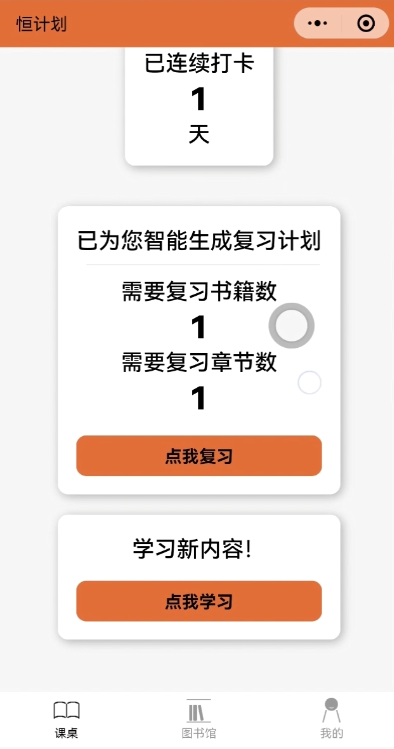 恒计划
已连续打卡
1
天
已为您智能生成复习计划
需要复习书籍数
1
需要复习章节数
1
点我复习
学习新内容！
点我学习
课桌
图书馆
我的